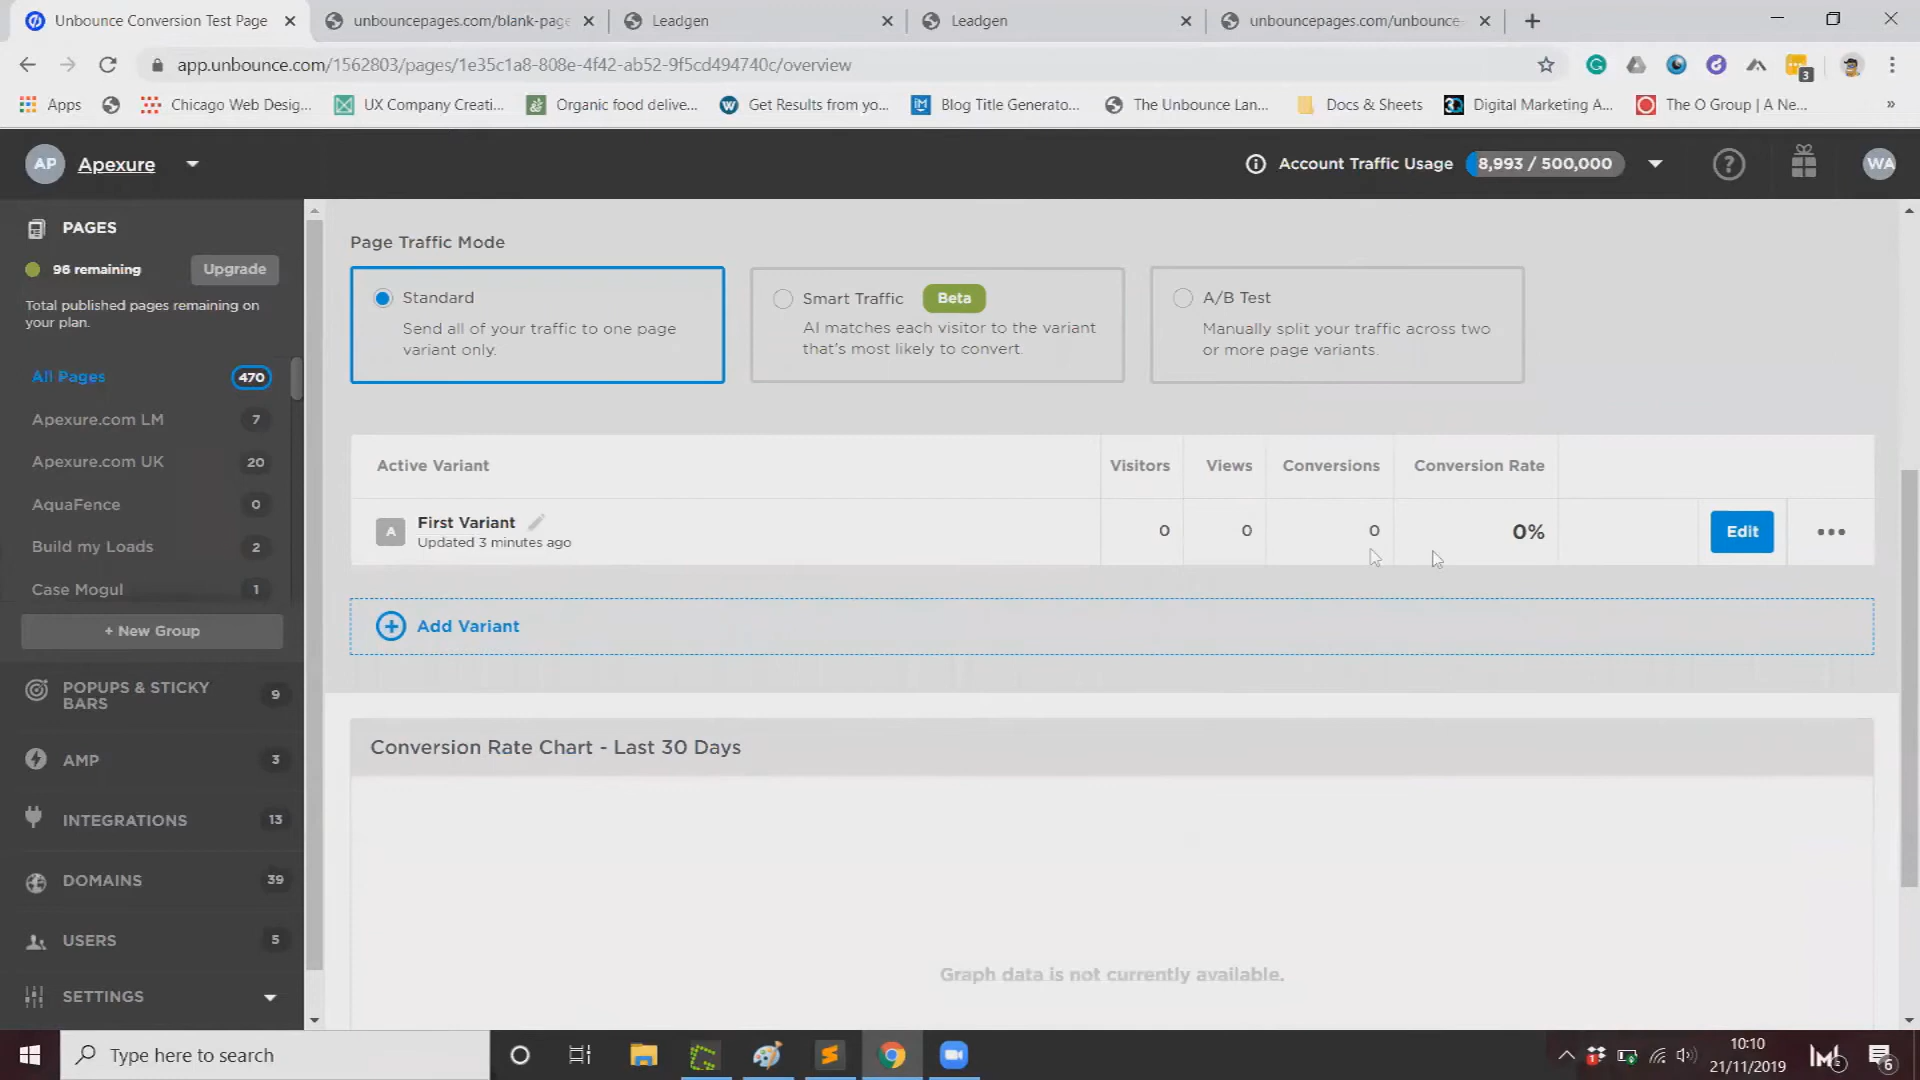 Unbounce Conversion Test Page
unbouncepages.com/blank-page
Leadgen
Leadgen
unbouncepages.com/unbounce-
app.unbounce.com/1562803/pages/1e35c1a8-808e-4f42-ab52-9f5cd494740c/overview
3
Apps
Chicago Web Desig...
UX Company Creati...
Organic food delive...
Get Results from yo...
Blog Title Generato...
The Unbounce Lan...
Docs & Sheets
Digital Marketing A...
The O Group | A Ne...
»
AP Apexure
Account Traffic Usage 8,993 / 500,000
WA
PAGES
96 remaining Upgrade
Total published pages remaining on
your plan.
All Pages 470
Apexure.com LM 7
Apexure.com UK 20
AquaFence 0
Build my Loads 2
Case Mogul 1
+ New Group
POPUPS & STICKY
BARS 9
AMP 3
INTEGRATIONS 13
DOMAINS 39
USERS 5
SETTINGS
Page Traffic Mode
Standard
Send all of your traffic to one page
variant only.
Smart Traffic Beta
AI matches each visitor to the variant
that's most likely to convert.
A/B Test
Manually split your traffic across two
or more page variants.
Active Variant Visitors Views Conversions Conversion Rate
A First Variant
Updated 3 minutes ago
0 0 0 0% Edit
Add Variant
Conversion Rate Chart - Last 30 Days
Graph data is not currently available.
Type here to search
10:10
21/11/2019
6